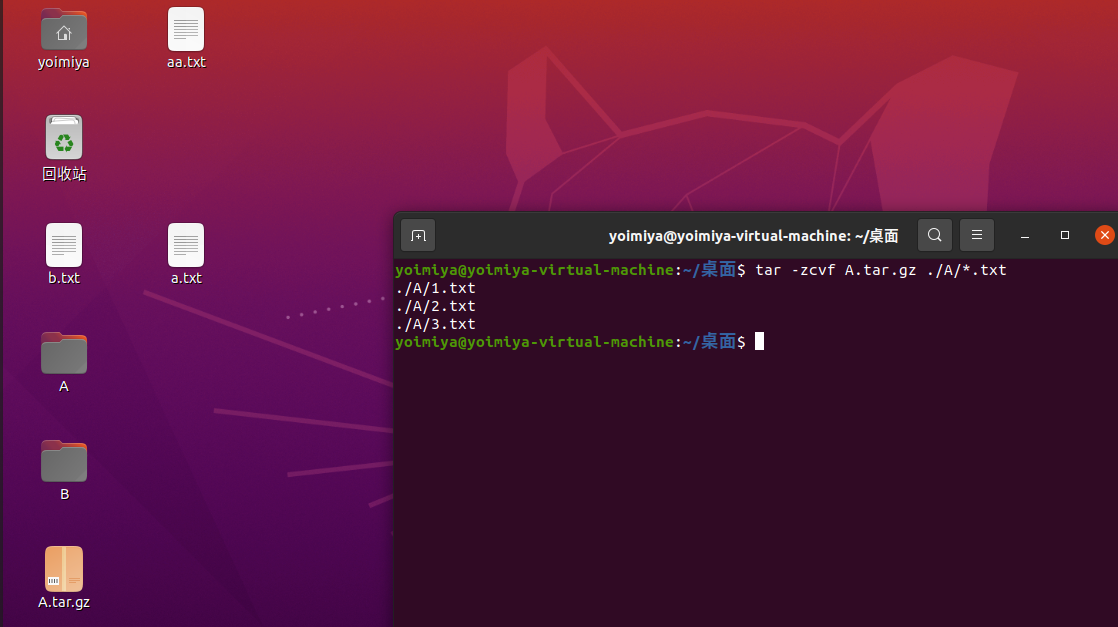 yoimiya
aa.txt
回收站
b.txt
a.txt
A
B
A.tar.gz
yoimiya@yoimiya-virtual-machine: ~/桌面
yoimiya@yoimiya-virtual-machine:~/桌面$ tar -zcvf A.tar.gz ./A/*.txt
./A/1.txt
./A/2.txt
./A/3.txt
yoimiya@yoimiya-virtual-machine:~/桌面$